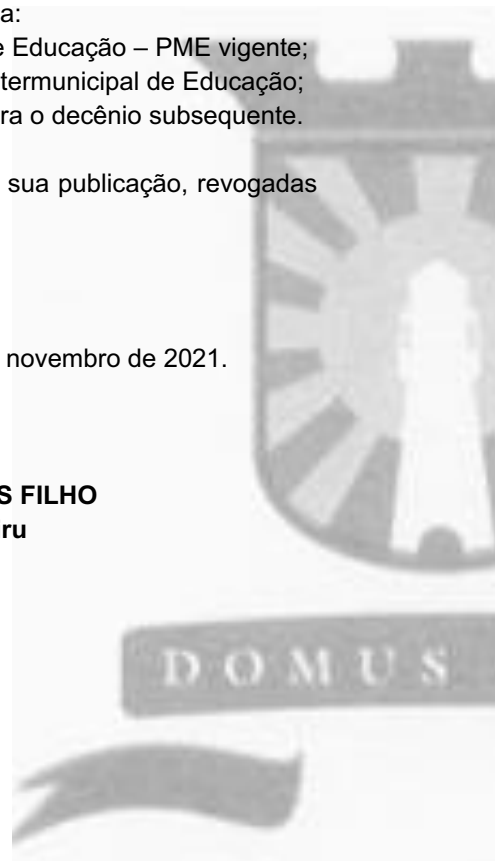 a:
e Educação – PME vigente;
termunicipal de Educação;
ra o decênio subsequente.
sua publicação, revogadas
novembro de 2021.
S FILHO
ru
DOMUS